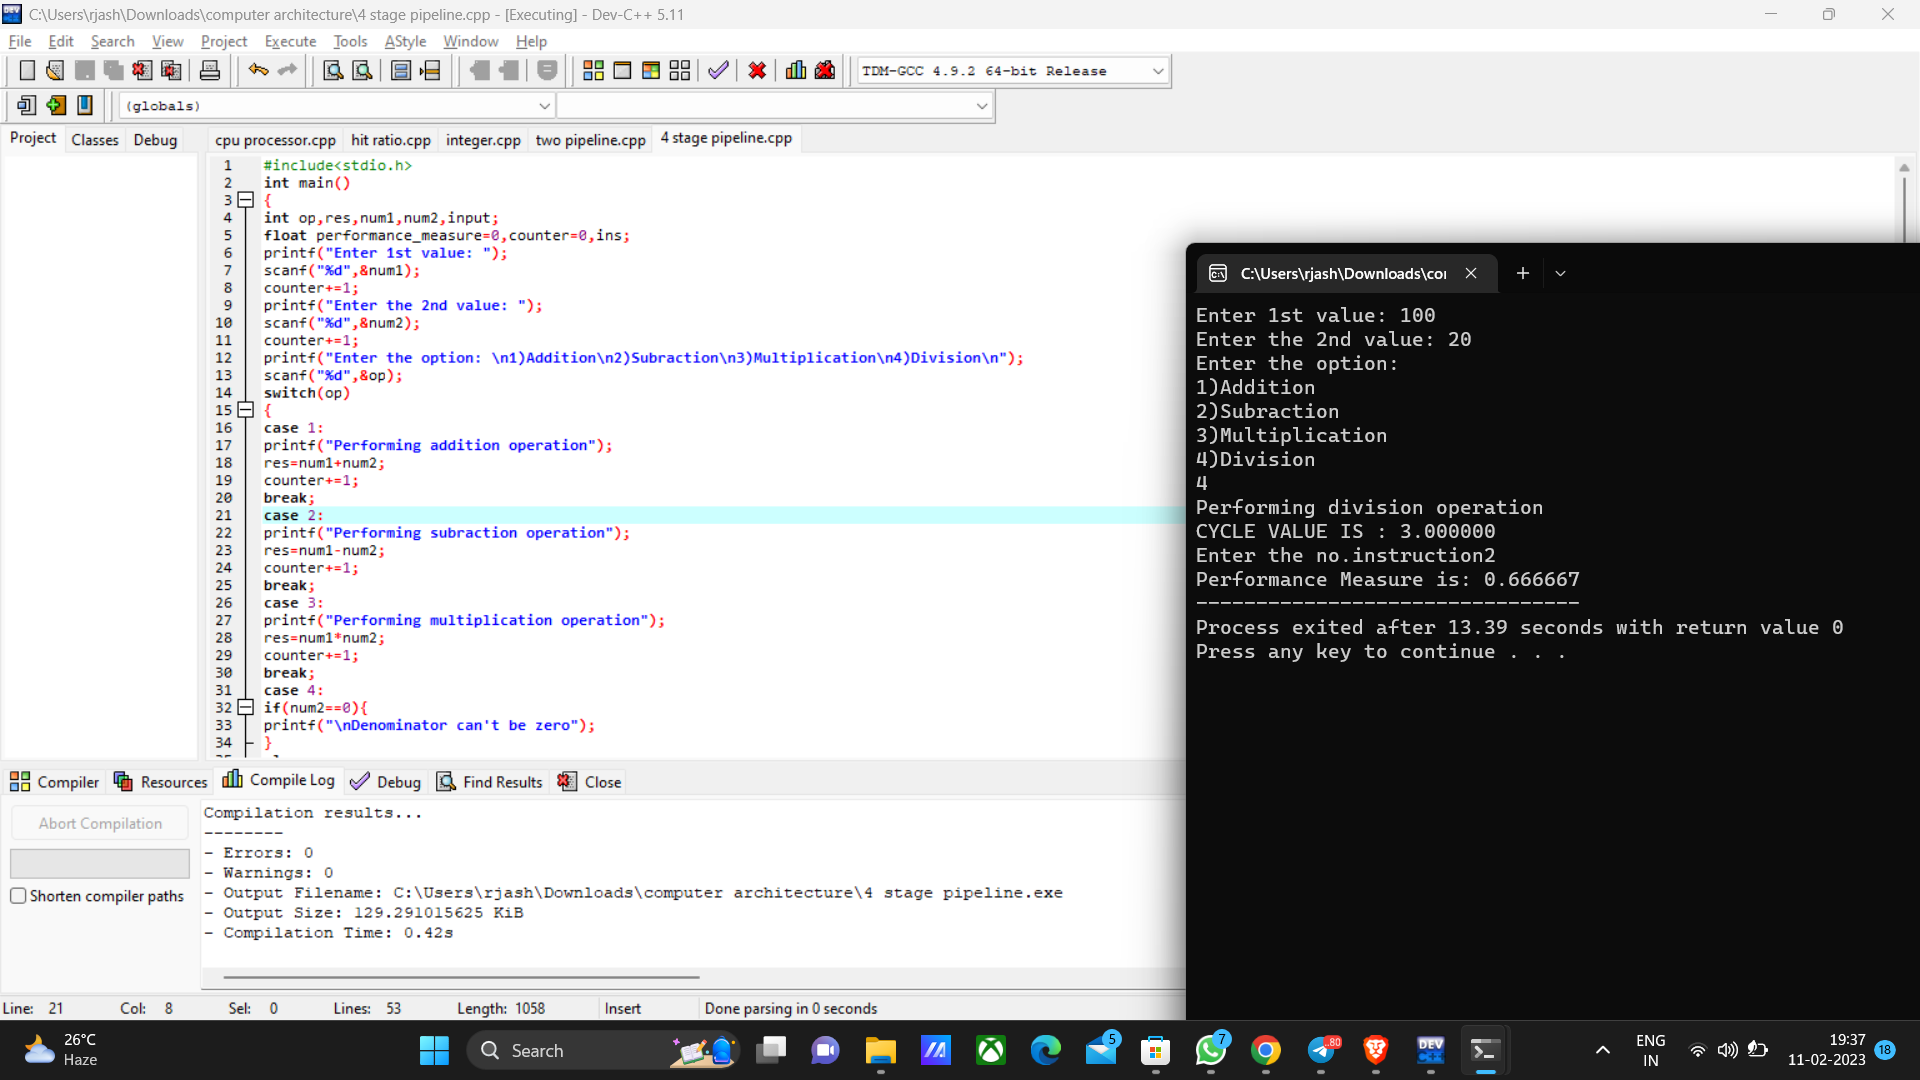 C:\Users\rjash\Downloads\computer architecture\4 stage pipeline.cpp - [Executing] - Dev-C++ 5.11
File Edit Search View Project Execute Tools AStyle Window Help
TDM-GCC 4.9.2 64-bit Release
(globals)
Project Classes Debug
cpu processor.cpp hit ratio.cpp integer.cpp two pipeline.cpp 4 stage pipeline.cpp
1 #include<stdio.h>
2 int main()
3 {
4 int op,res,num1,num2,input;
5 float performance_measure=0,counter=0,ins;
6 printf("Enter 1st value: ");
7 scanf("%d",&num1);
8 counter+=1;
9 printf("Enter the 2nd value: ");
10 scanf("%d",&num2);
11 counter+=1;
12 printf("Enter the option: \n1)Addition\n2)Subraction\n3)Multiplication\n4)Division\n");
13 scanf("%d",&op);
14 switch(op)
15 {
16 case 1:
17 printf("Performing addition operation");
18 res=num1+num2;
19 counter+=1;
20 break;
21 case 2:
22 printf("Performing subraction operation");
23 res=num1-num2;
24 counter+=1;
25 break;
26 case 3:
27 printf("Performing multiplication operation");
28 res=num1*num2;
29 counter+=1;
30 break;
31 case 4:
32 if(num2==0){
33 printf("\nDenominator can't be zero");
34 }
C:\Users\rjash\Downloads\cor
Enter 1st value: 100
Enter the 2nd value: 20
Enter the option:
1)Addition
2)Subraction
3)Multiplication
4)Division
4
Performing division operation
CYCLE VALUE IS : 3.000000
Enter the no.instruction2
Performance Measure is: 0.666667
--------------------------------
Process exited after 13.39 seconds with return value 0
Press any key to continue . . .
Compiler Resources Compile Log Debug Find Results Close
Abort Compilation
Shorten compiler paths
Compilation results...
--------
- Errors: 0
- Warnings: 0
- Output Filename: C:\Users\rjash\Downloads\computer architecture\4 stage pipeline.exe
- Output Size: 129.291015625 KiB
- Compilation Time: 0.42s
Line: 21 Col: 8 Sel: 0 Lines: 53 Length: 1058 Insert Done parsing in 0 seconds
26°C
Haze
Search
5
7
80
DEV
C++
ENG
IN
19:37
11-02-2023
18